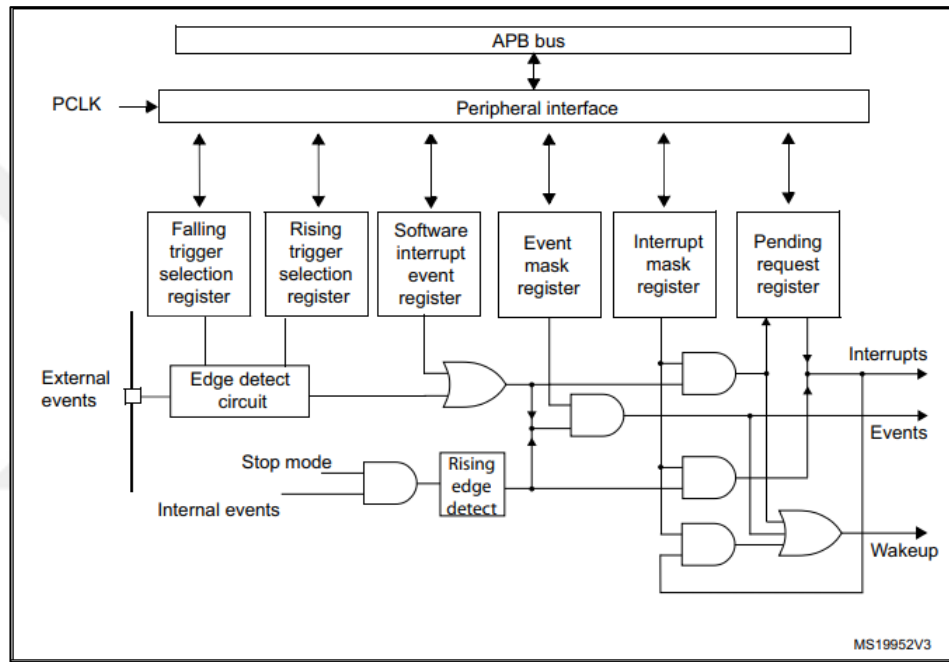 APB bus
PCLK
Peripheral interface
Falling
trigger
selection
register
Rising
trigger
selection
register
Software
interrupt
event
register
Event
mask
register
Interrupt
mask
register
Pending
request
register
External
events
Edge detect
circuit
Interrupts
Events
Stop mode
Internal events
Rising
edge
detect
Wakeup
MS19952V3